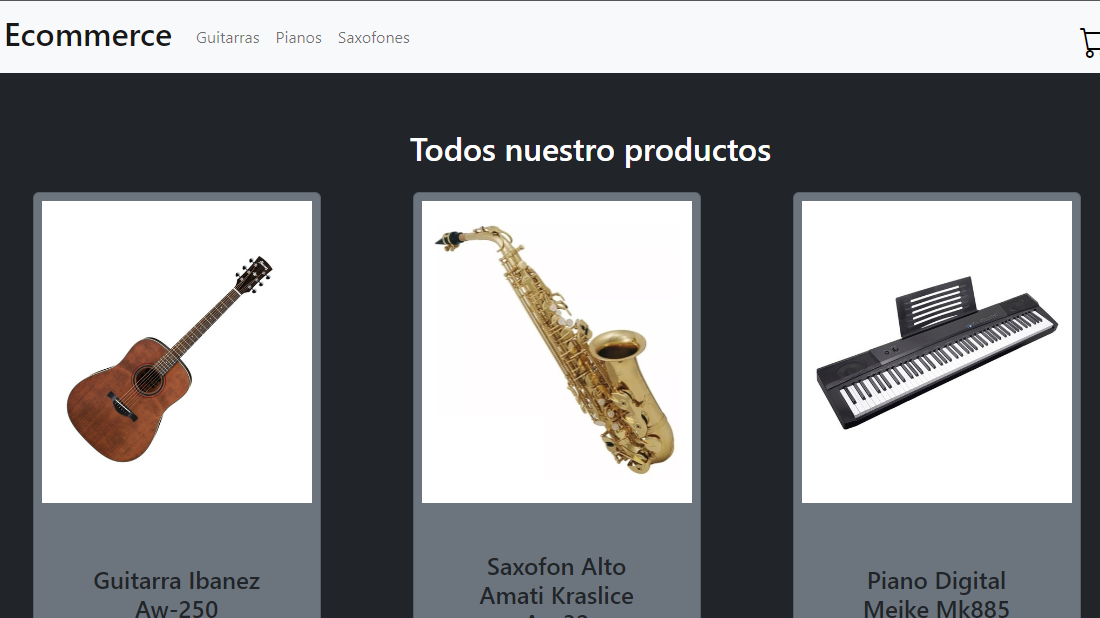 Ecommerce Guitarras Pianos Saxofones
Todos nuestro productos
Guitarra Ibanez
Aw-250
Saxofon Alto
Amati Kraslice
Piano Digital
Meike Mk885